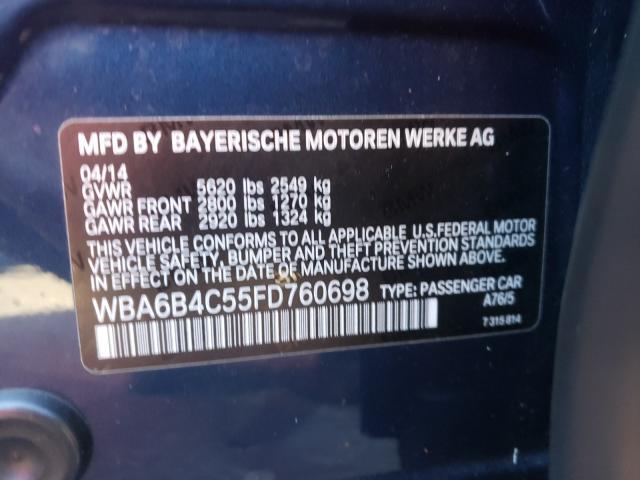 MFD BY BAYERISCHE MOTOREN WERKE AG
04/14
GVWR 5620 lbs 2549 kg
GAWR FRONT 2800 lbs 1270 kg
GAWR REAR 2920 lbs 1324 kg
THIS VEHICLE CONFORMS TO ALL APPLICABLE U.S.FEDERAL MOTOR
VEHICLE SAFETY, BUMPER AND THEFT PREVENTION STANDARDS
IN EFFECT ON THE DATE OF MANUFACTURE SHOWN ABOVE.
WBA6B4C55FD760698 TYPE: PASSENGER CAR
A76/5
7 315 814